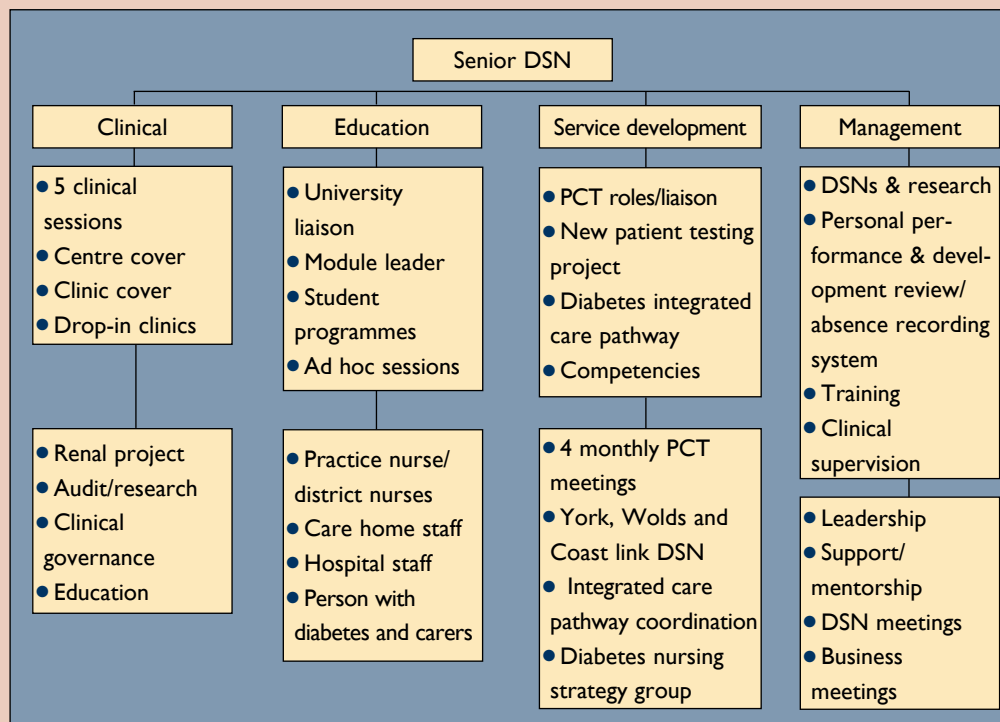 Senior DSN
Clinical
Education
Service development
Management
● 5 clinical
sessions
● Centre cover
● Clinic cover
● Drop-in clinics
● University
liaison
● Module leader
● Student
programmes
● Ad hoc sessions
● PCT roles/liaison
● New patient testing
project
● Diabetes integrated
care pathway
● Competencies
● DSNs & research
● Personal per-
formance & devel-
opment review/
absence recording
system
● Training
● Clinical
supervision
● Renal project
● Audit/research
● Clinical
governance
● Education
● Practice nurse/
district nurses
● Care home staff
● Hospital staff
● Person with
diabetes and carers
● 4 monthly PCT
meetings
● York, Wolds and
Coast link DSN
● Integrated care
pathway coordination
● Diabetes nursing
strategy group
● Leadership
● Support/
mentorship
● DSN meetings
● Business
meetings